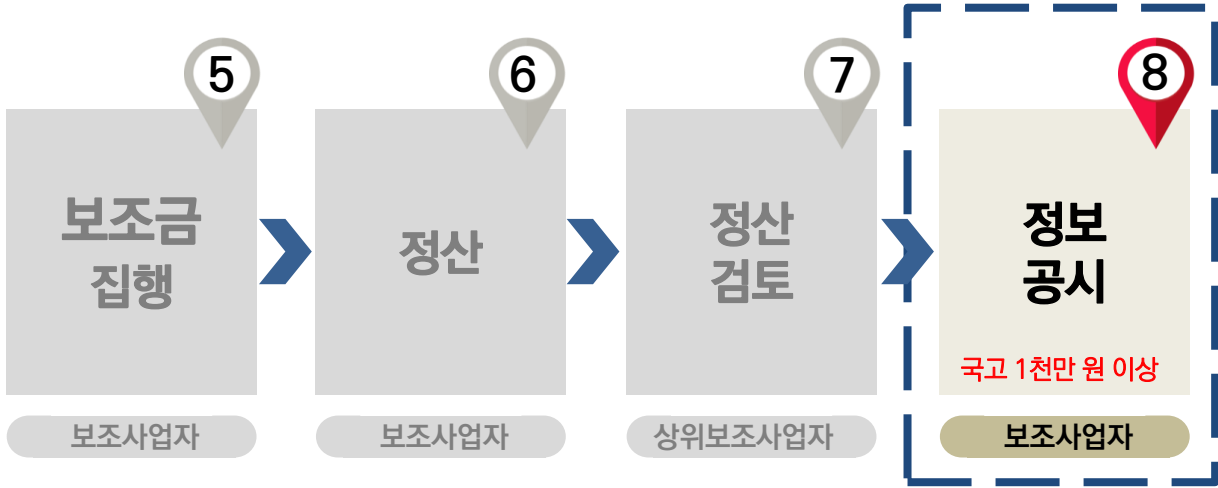 5
보조금
집행
보조사업자
6
정산
보조사업자
7
정산
검토
상위보조사업자
8
정보
공시
국고 1천만 원 이상
보조사업자